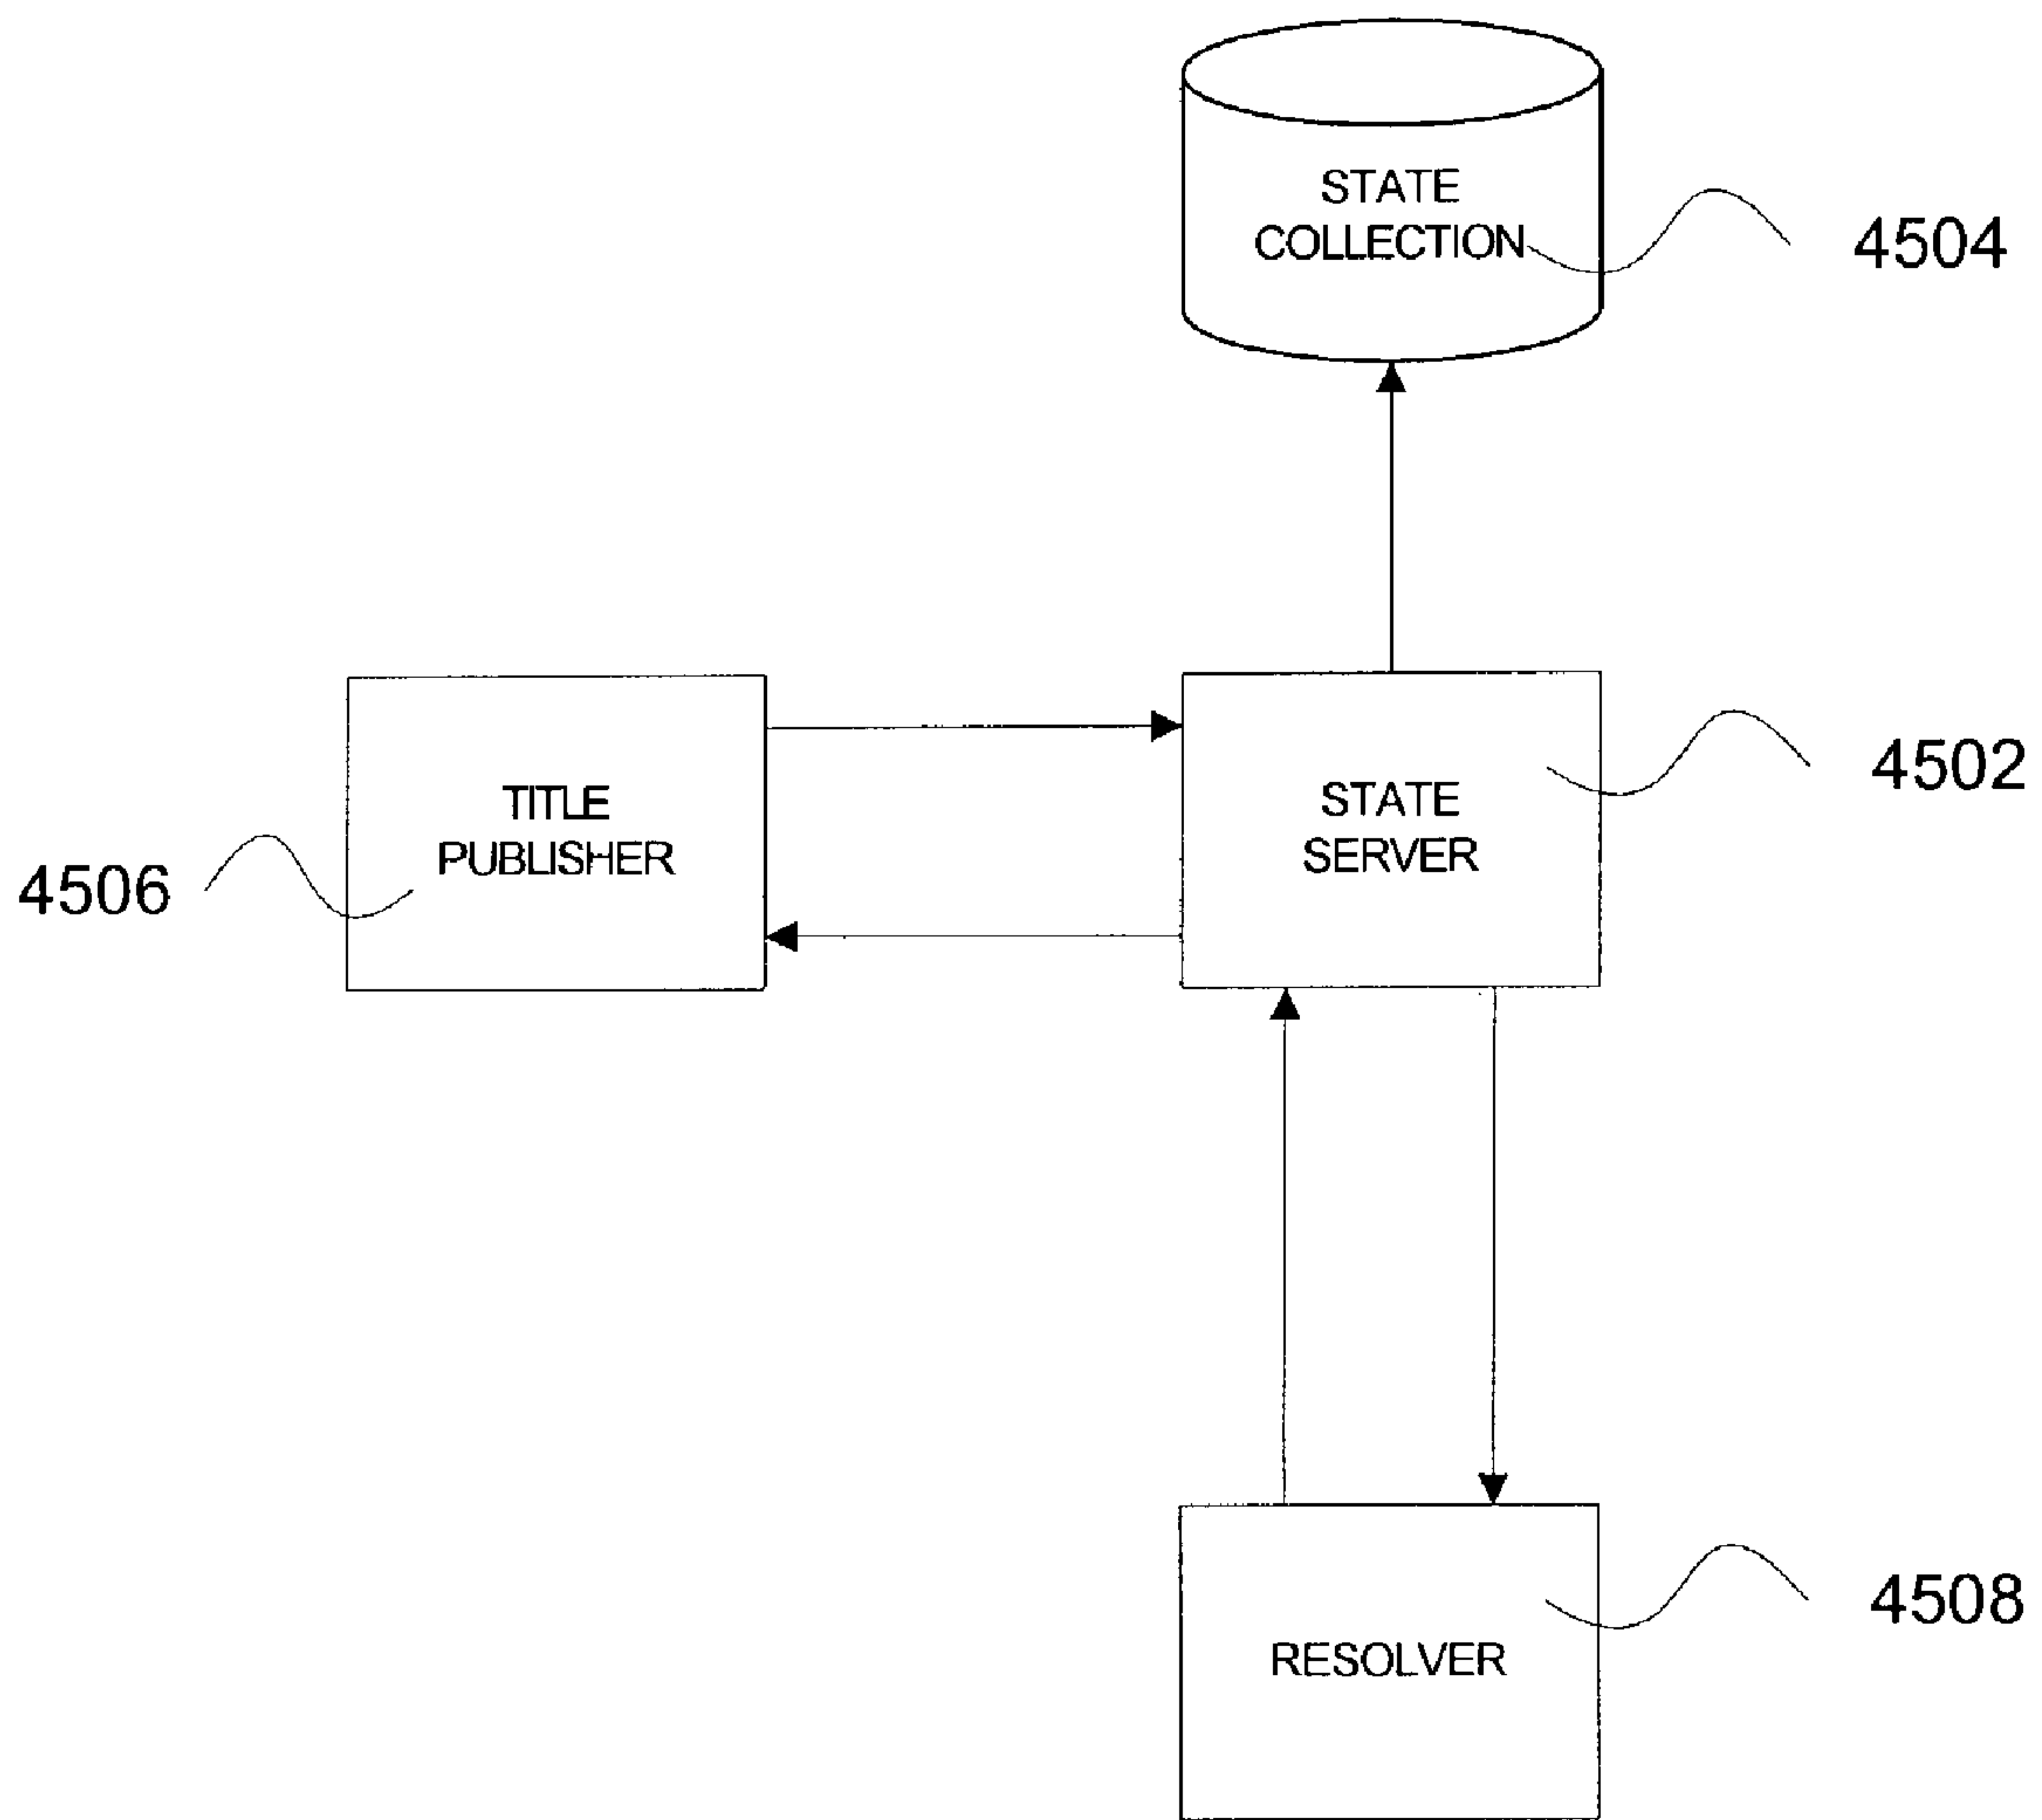 STATE
COLLECTION
4504
4502
TITLE
PUBLISHER
STATE
SERVER
4506
4508
RESOLVER